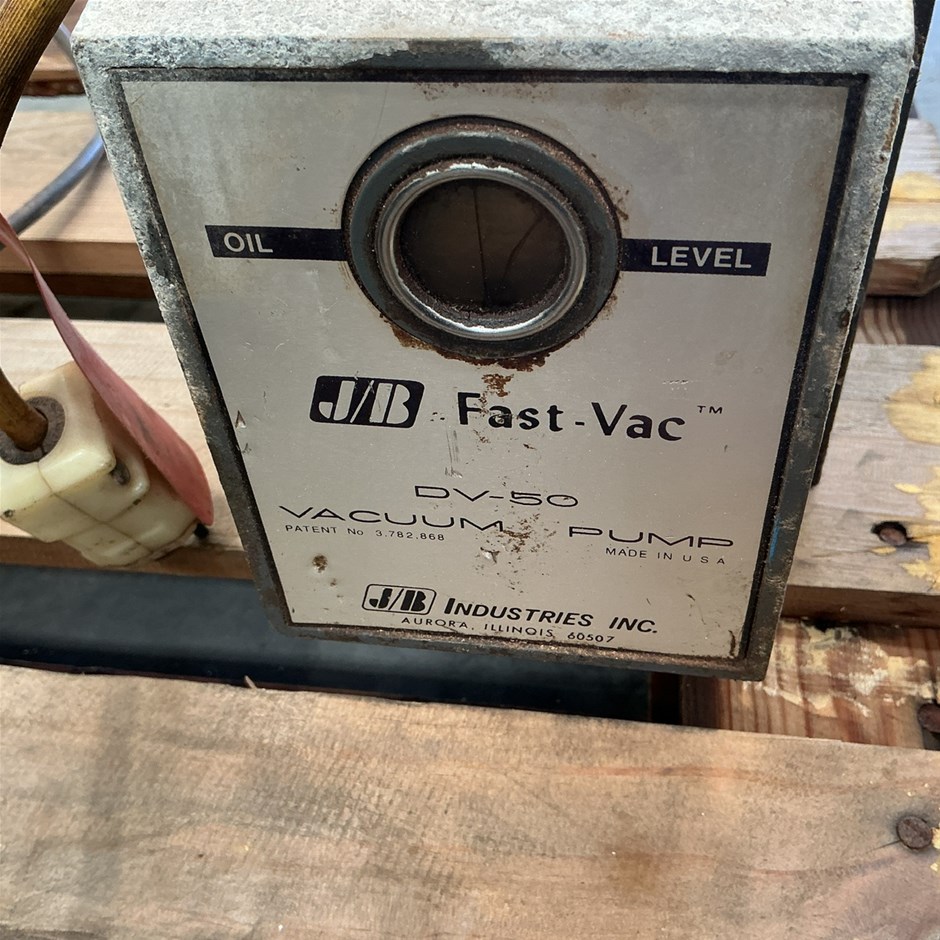 OIL LEVEL
J/B Fast-Vac™
DV-50
VACUUM PUMP
PATENT No 3,782,868
MADE IN U S A
J/B INDUSTRIES INC.
AURORA, ILLINOIS 60507